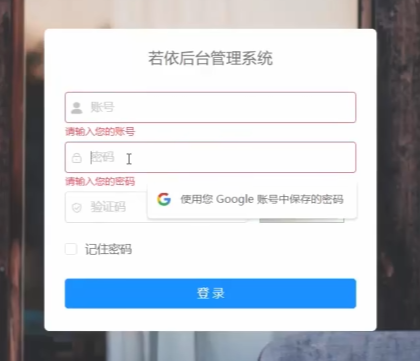 若依后台管理系统
账号
请输入您的账号
密码
请输入您的密码
使用您 Google 账号中保存的密码
验证码
记住密码
登 录